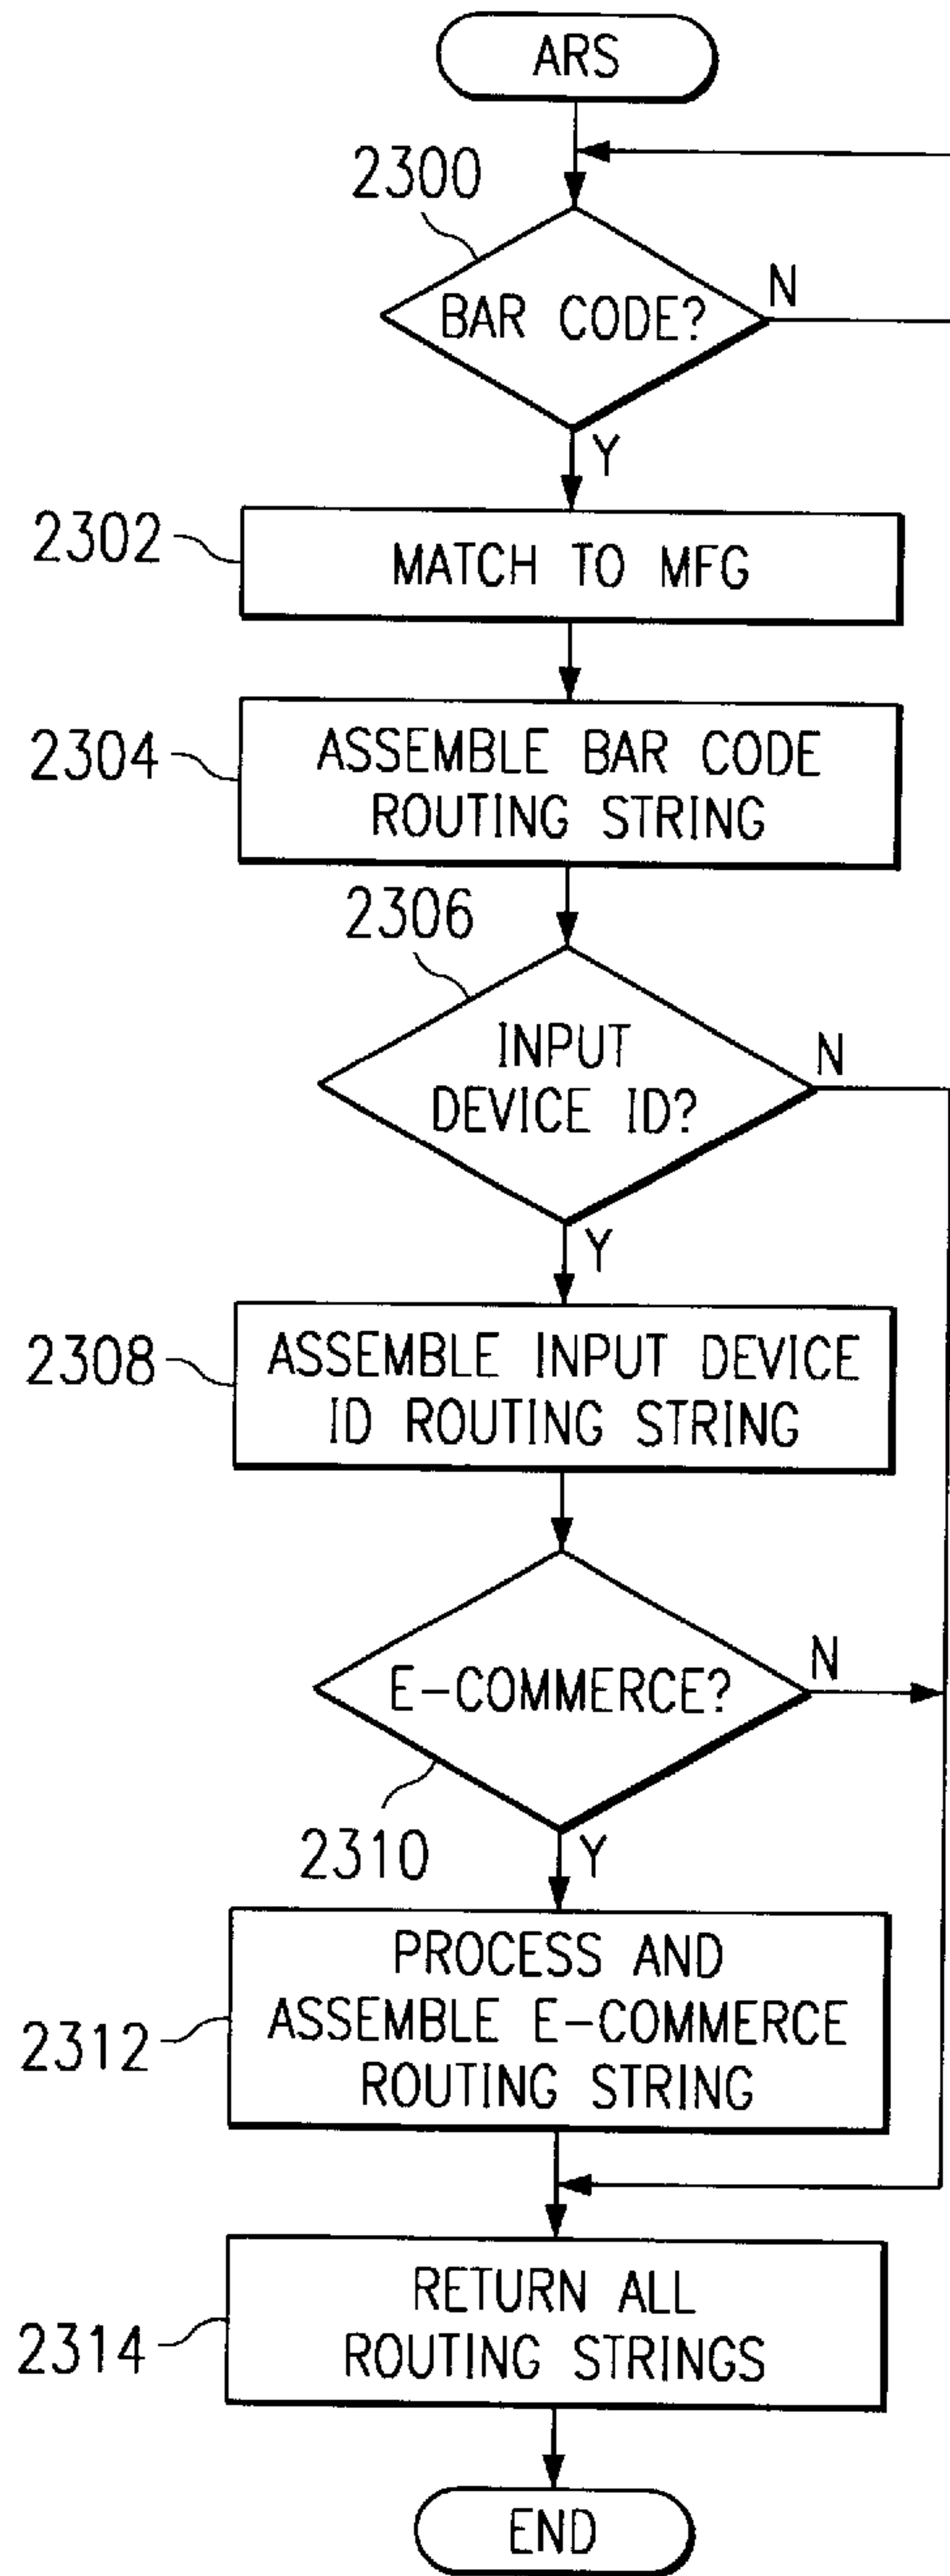 ARS
2300
BAR CODE?
N
Y
2302
MATCH TO MFG
2304
ASSEMBLE BAR CODE
ROUTING STRING
2306
INPUT
DEVICE ID?
N
Y
2308
ASSEMBLE INPUT DEVICE
ID ROUTING STRING
E-COMMERCE?
N
2310
Y
2312
PROCESS AND
ASSEMBLE E-COMMERCE
ROUTING STRING
2314
RETURN ALL
ROUTING STRINGS
END